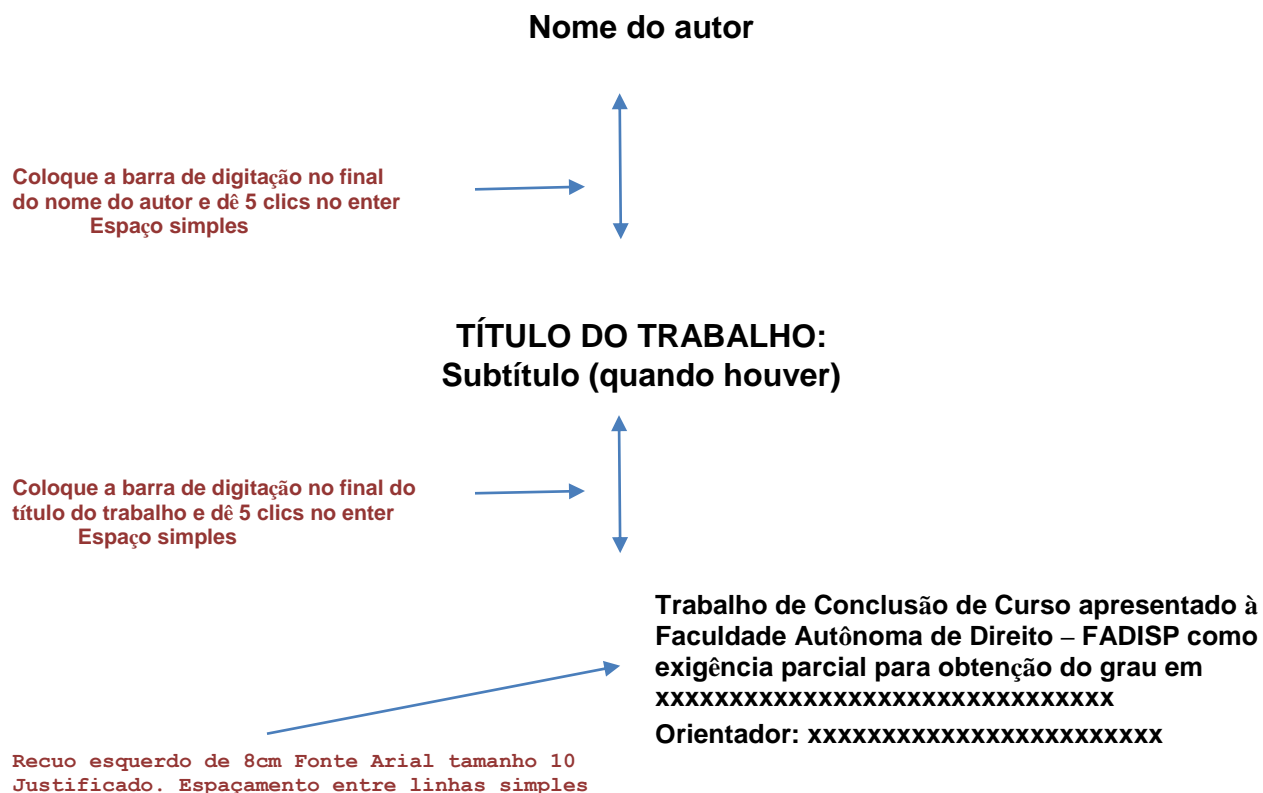 Nome do autor
Coloque a barra de digitação no final
do nome do autor e dê 5 clics no enter
Espaço simples
TÍTULO DO TRABALHO:
Subtítulo (quando houver)
Coloque a barra de digitação no final do
título do trabalho e dê 5 clics no enter
Espaço simples
Trabalho de Conclusão de Curso apresentado à
Faculdade Autônoma de Direito – FADISP como
exigência parcial para obtenção do grau em
xxxxxxxxxxxxxxxxxxxxxxxxxxxxxxx
Orientador: xxxxxxxxxxxxxxxxxxxxxxxx
Recuo esquerdo de 8cm Fonte Arial tamanho 10
Justificado. Espaçamento entre linhas simples